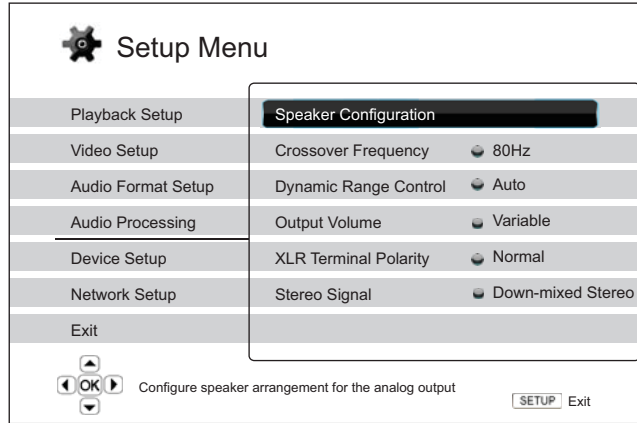 Setup Menu
Playback Setup
Video Setup
Audio Format Setup
Audio Processing
Device Setup
Network Setup
Exit
Speaker Configuration
Crossover Frequency 80Hz
Dynamic Range Control Auto
Output Volume Variable
XLR Terminal Polarity Normal
Stereo Signal Down-mixed Stereo
OK
Configure speaker arrangement for the analog output
SETUP Exit